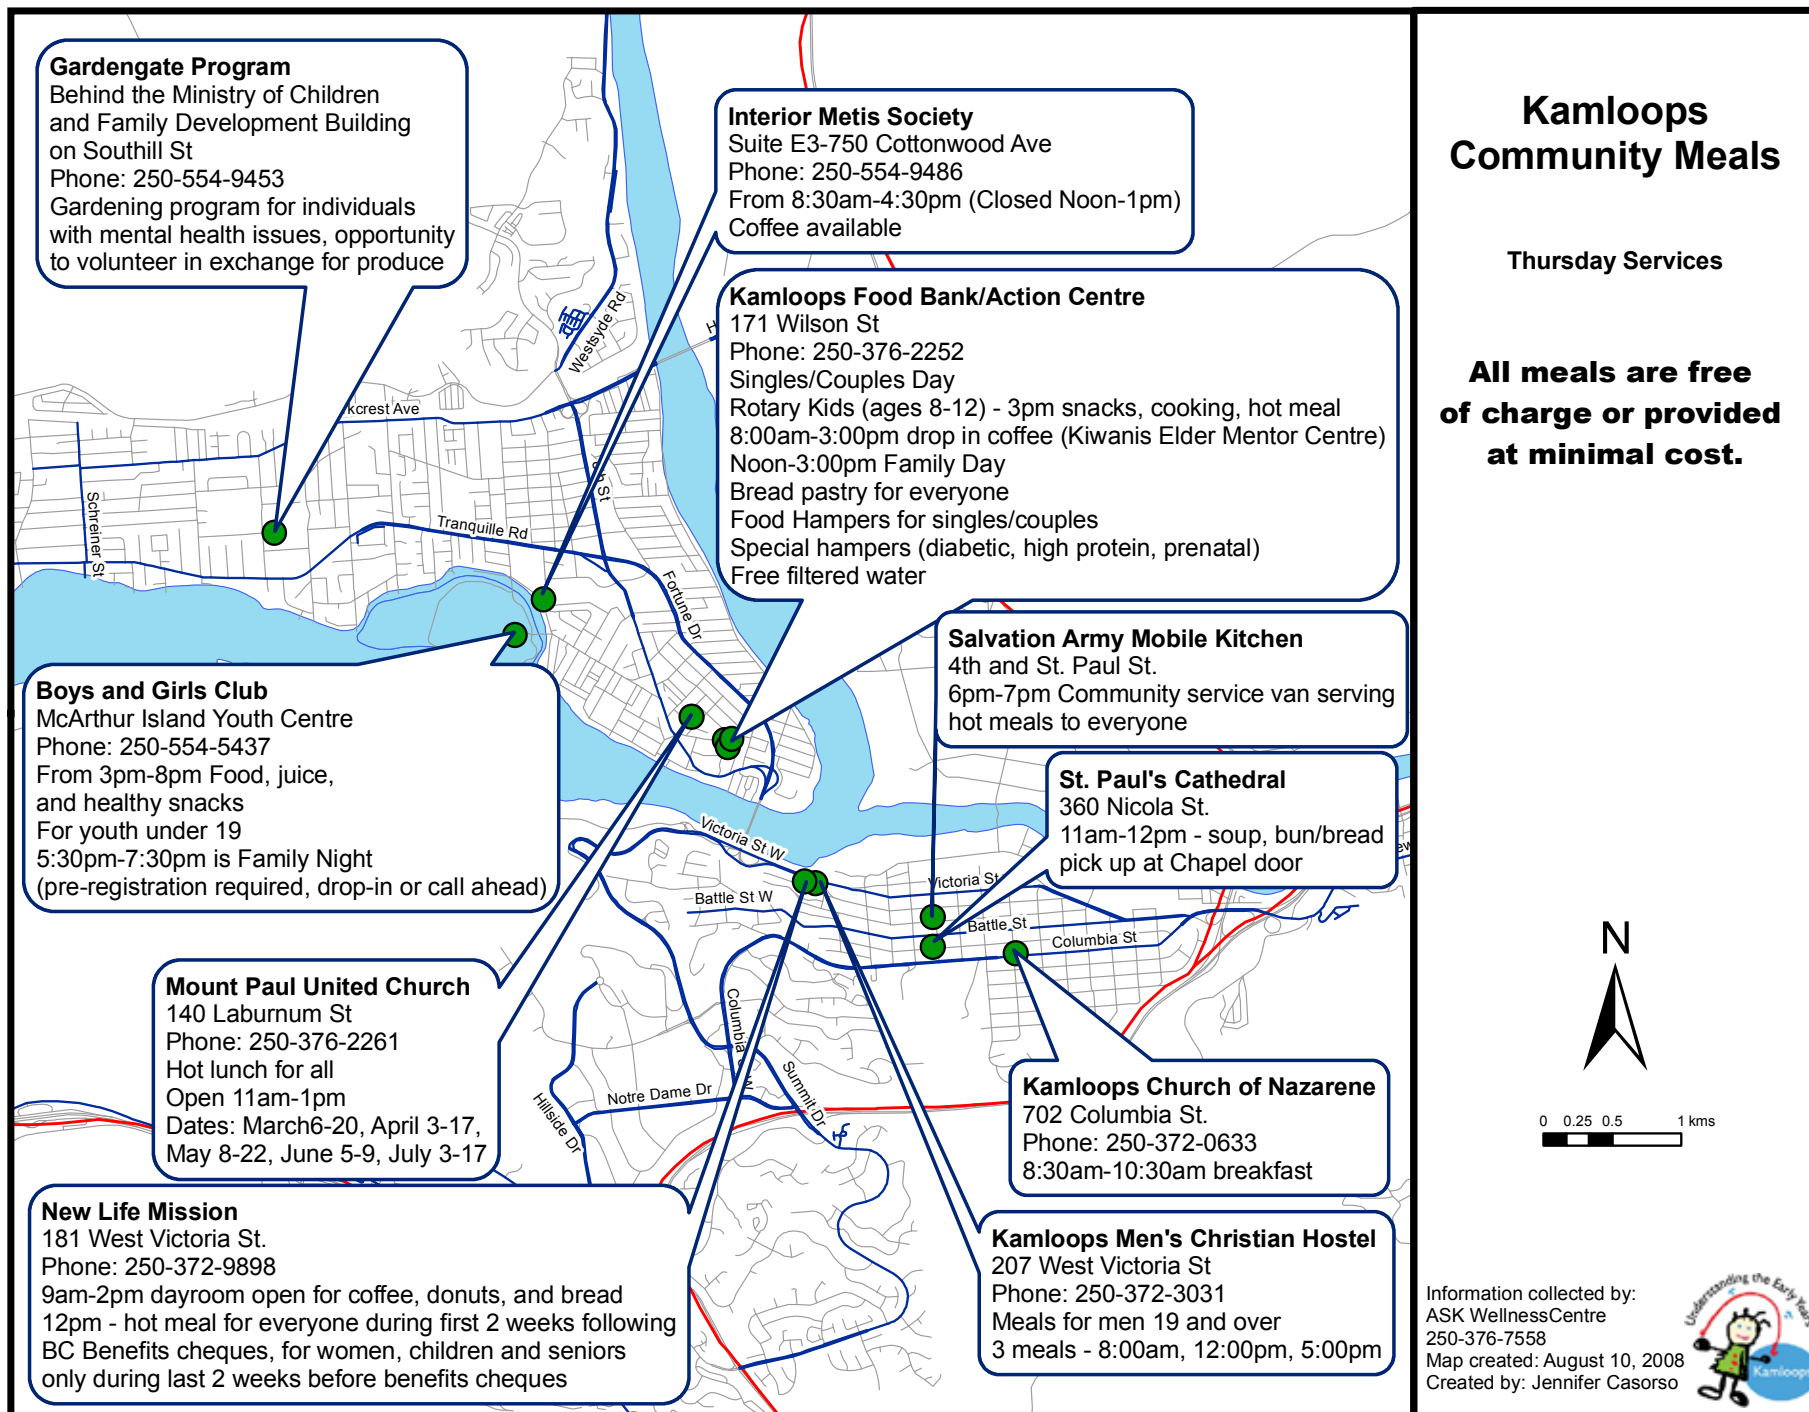 Gardengate Program
Behind the Ministry of Children
and Family Development Building
on Southill St
Phone: 250-554-9453
Gardening program for individuals
with mental health issues, opportunity
to volunteer in exchange for produce
Interior Metis Society
Suite E3-750 Cottonwood Ave
Phone: 250-554-9486
From 8:30am-4:30pm (Closed Noon-1pm)
Coffee available
Kamloops Food Bank/Action Centre
171 Wilson St
Phone: 250-376-2252
Singles/Couples Day
Rotary Kids (ages 8-12) - 3pm snacks, cooking, hot meal
8:00am-3:00pm drop in coffee (Kiwanis Elder Mentor Centre)
Noon-3:00pm Family Day
Bread pastry for everyone
Food Hampers for singles/couples
Special hampers (diabetic, high protein, prenatal)
Free filtered water
Salvation Army Mobile Kitchen
4th and St. Paul St.
6pm-7pm Community service van serving
hot meals to everyone
St. Paul's Cathedral
360 Nicola St.
11am-12pm - soup, bun/bread
pick up at Chapel door
Boys and Girls Club
McArthur Island Youth Centre
Phone: 250-554-5437
From 3pm-8pm Food, juice,
and healthy snacks
For youth under 19
5:30pm-7:30pm is Family Night
(pre-registration required, drop-in or call ahead)
Mount Paul United Church
140 Laburnum St
Phone: 250-376-2261
Hot lunch for all
Open 11am-1pm
Dates: March6-20, April 3-17,
May 8-22, June 5-9, July 3-17
New Life Mission
181 West Victoria St.
Phone: 250-372-9898
9am-2pm dayroom open for coffee, donuts, and bread
12pm - hot meal for everyone during first 2 weeks following
BC Benefits cheques, for women, children and seniors
only during last 2 weeks before benefits cheques
Kamloops Church of Nazarene
702 Columbia St.
Phone: 250-372-0633
8:30am-10:30am breakfast
Kamloops Men's Christian Hostel
207 West Victoria St
Phone: 250-372-3031
Meals for men 19 and over
3 meals - 8:00am, 12:00pm, 5:00pm
Westsyde Rd
kcrest Ave
Schreiner St
Tranquille Rd
St
Fortune Dr
Victoria St W
Battle St W
Victoria St
Battle St
Columbia St
Columbia St W
Summit Dr
Notre Dame Dr
Hillside Dr
Kamloops
Community Meals
Thursday Services
All meals are free
of charge or provided
at minimal cost.
N
0 0.25 0.5 1 kms
Information collected by:
ASK WellnessCentre
250-376-7558
Map created: August 10, 2008
Created by: Jennifer Casorso
Understanding the Early Years
Kamloops